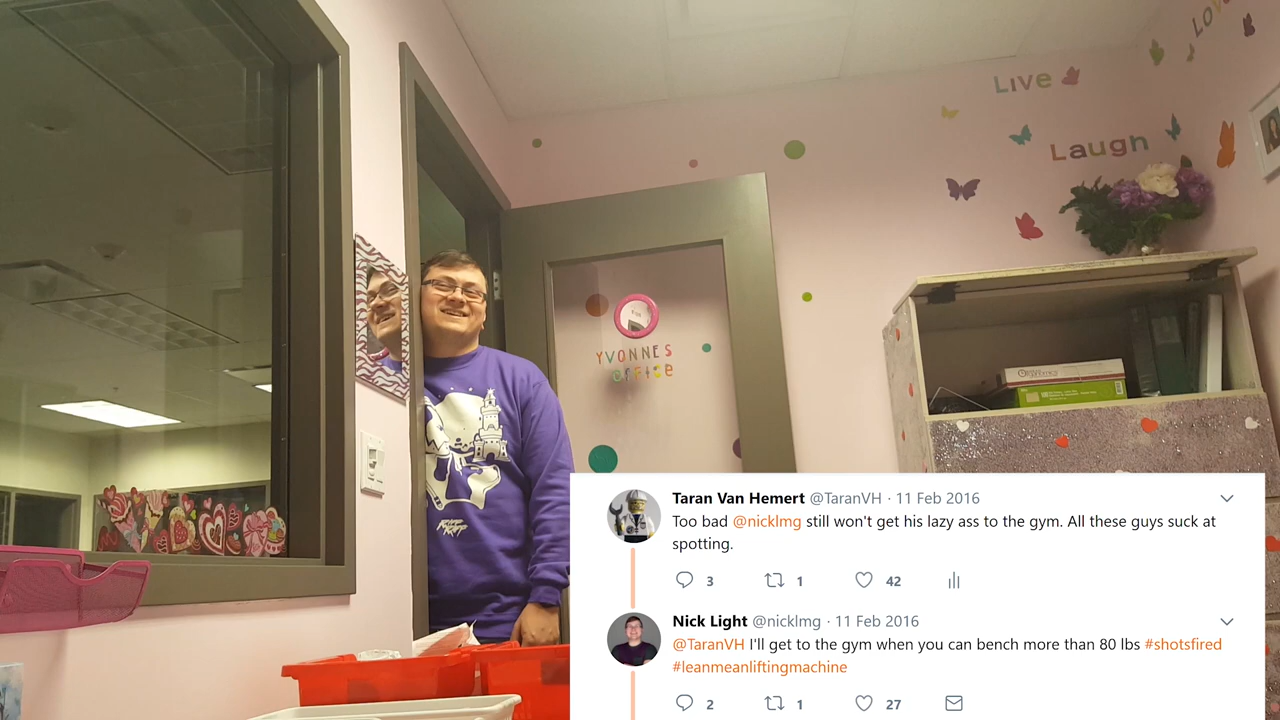 Love
Live
Laugh
YVONNES
OFFICE
Taran Van Hemert @TaranVH · 11 Feb 2016
Too bad @nicklmg still won't get his lazy ass to the gym. All these guys suck at
spotting.
3 1 42
Nick Light @nicklmg · 11 Feb 2016
@TaranVH I'll get to the gym when you can bench more than 80 lbs #shotsfired
#leanmeanliftingmachine
2 1 27